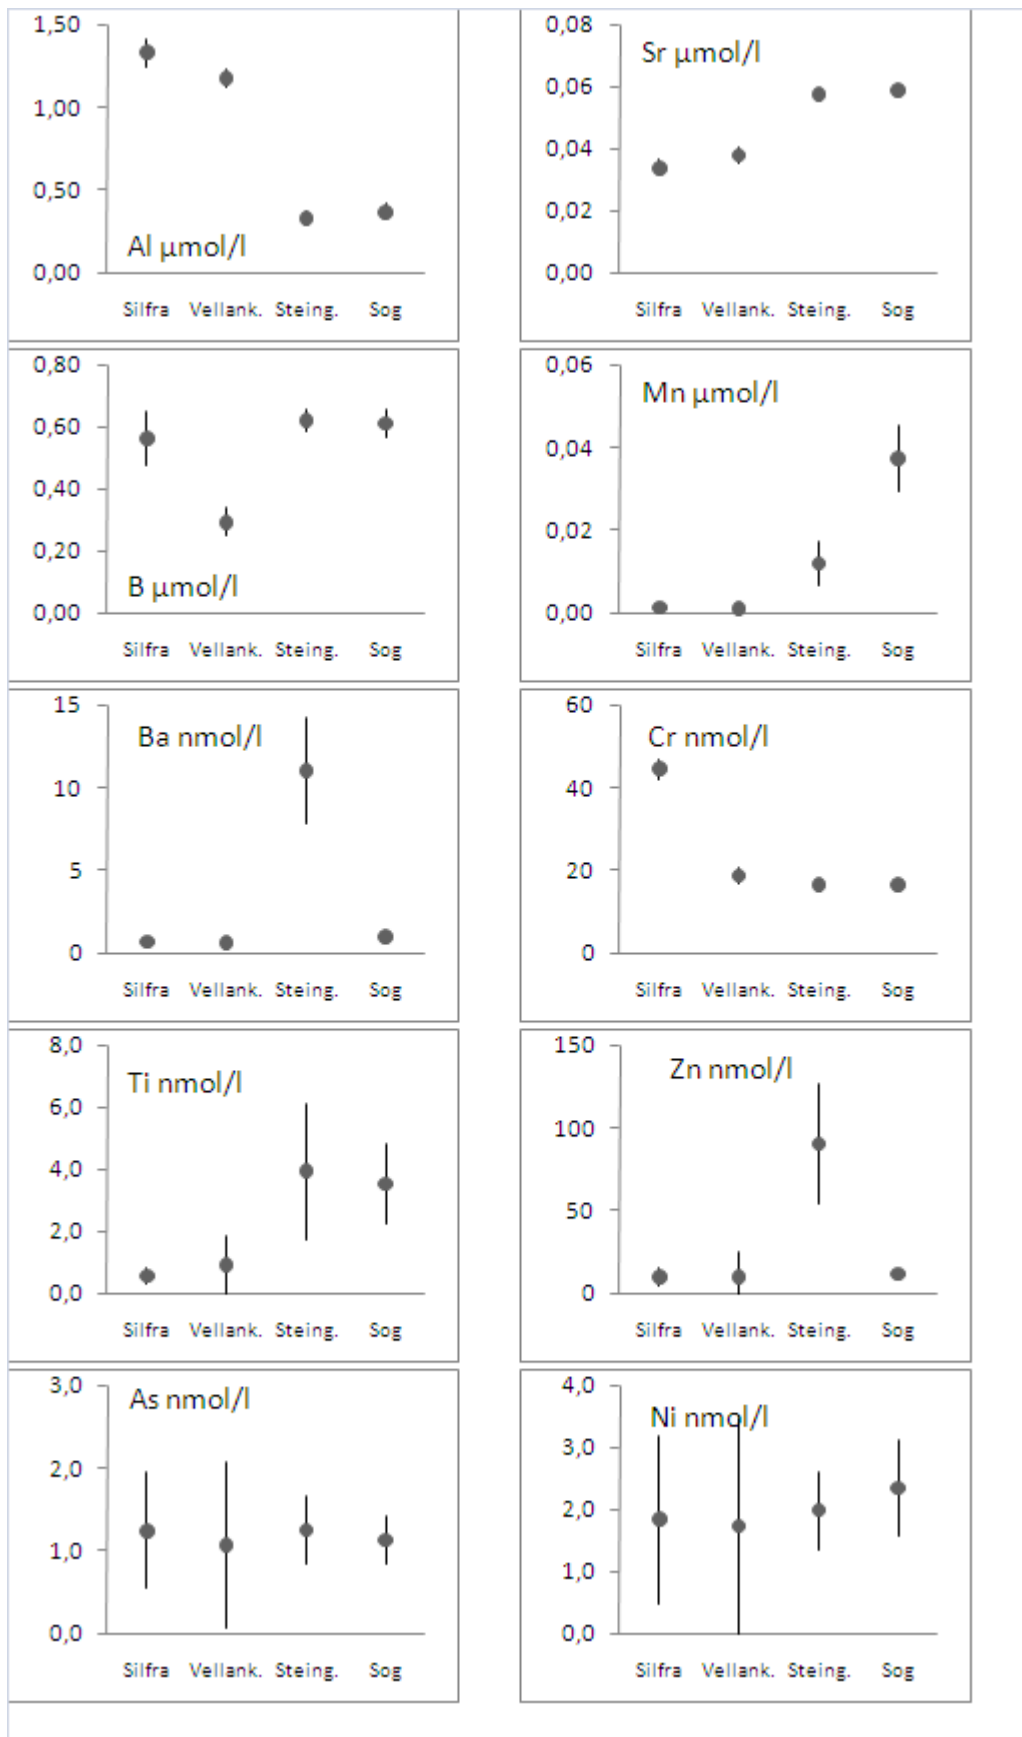 1,50
1,00
0,50
0,00
Al µmol/l
Silfra Vellank. Steing. Sog
0,08
0,06
0,04
0,02
0,00
Sr µmol/l
Silfra Vellank. Steing. Sog
0,80
0,60
0,40
0,20
0,00
B µmol/l
Silfra Vellank. Steing. Sog
0,06
0,04
0,02
0,00
Mn µmol/l
Silfra Vellank. Steing. Sog
15
10
5
0
Ba nmol/l
Silfra Vellank. Steing. Sog
60
40
20
0
Cr nmol/l
Silfra Vellank. Steing. Sog
8,0
6,0
4,0
2,0
0,0
Ti nmol/l
Silfra Vellank. Steing. Sog
150
100
50
0
Zn nmol/l
Silfra Vellank. Steing. Sog
3,0
2,0
1,0
0,0
As nmol/l
Silfra Vellank. Steing. Sog
4,0
3,0
2,0
1,0
0,0
Ni nmol/l
Silfra Vellank. Steing. Sog